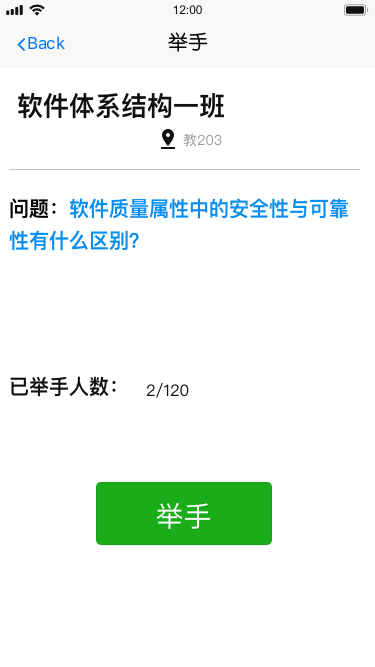 12:00
Back
举手
软件体系结构一班
教203
问题：软件质量属性中的安全性与可靠
性有什么区别?
已举手人数： 2/120
举手